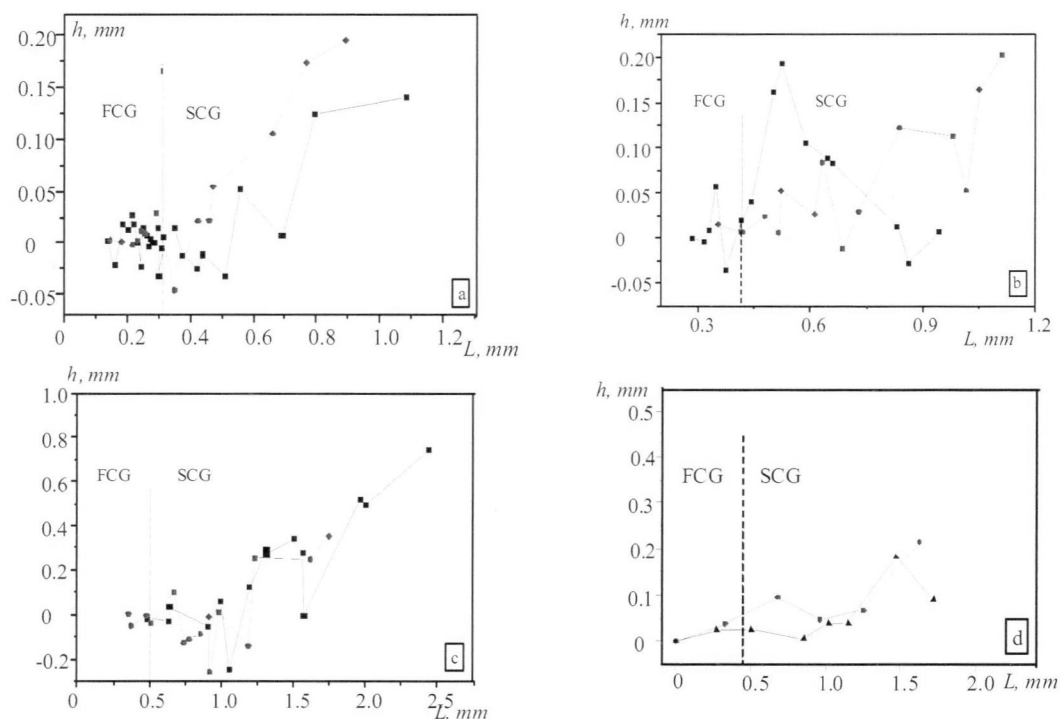 h, mm
0.20
0.15
0.10
0.05
0
-0.05
FCG
SCG
a
0 0.2 0.4 0.6 0.8 1.0 1.2
L, mm
h, mm
0.20
0.15
0.10
0.05
0.00
-0.05
FCG
SCG
b
0.3 0.6 0.9 1.2
L, mm
h, mm
1.0
0.8
0.6
0.4
0.2
0
-0.2
FCG
SCG
c
0 0.5 1.0 1.5 2.0 2.5
L, mm
h, mm
0.5
0.4
0.3
0.2
0.1
0
FCG
SCG
d
0 0.5 1.0 1.5 2.0 L, mm